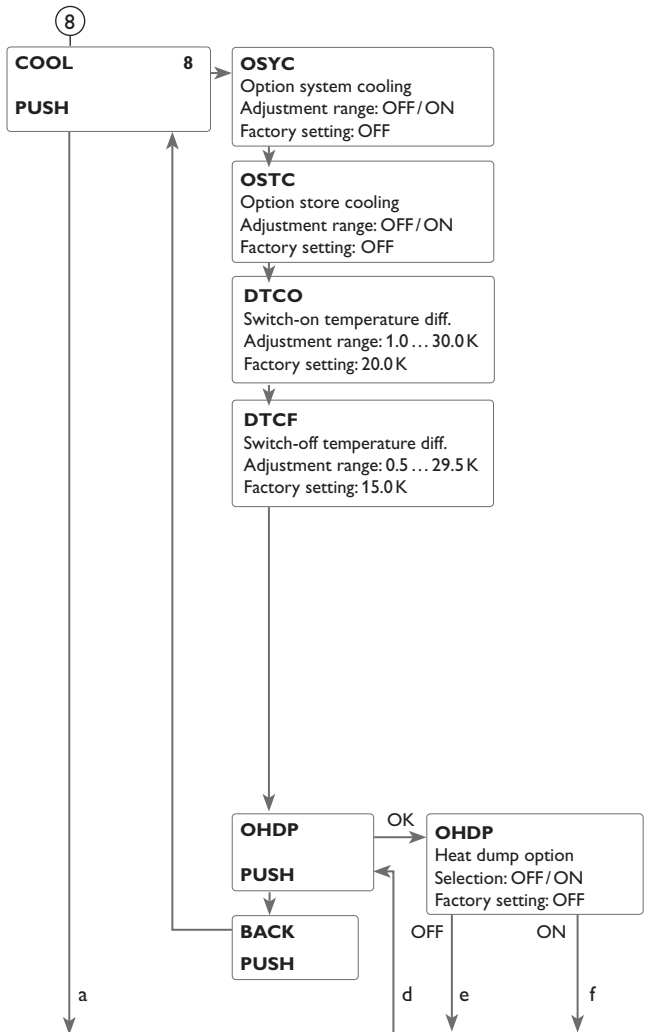 8
COOL 8
PUSH
OSYC
Option system cooling
Adjustment range: OFF/ON
Factory setting: OFF
OSTC
Option store cooling
Adjustment range: OFF/ON
Factory setting: OFF
DTCO
Switch-on temperature diff.
Adjustment range: 1.0 … 30.0 K
Factory setting: 20.0 K
DTCF
Switch-off temperature diff.
Adjustment range: 0.5 … 29.5 K
Factory setting: 15.0 K
OHDP
PUSH
OK
OHDP
Heat dump option
Selection: OFF/ON
Factory setting: OFF
BACK
PUSH
OFF ON
a d e f